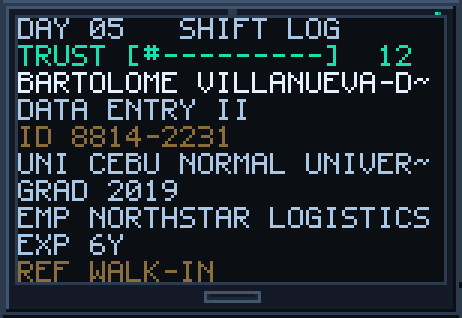 DAY 05 SHIFT LOG
TRUST [#---------] 12
BARTOLOME VILLANUEVA-D~
DATA ENTRY II
ID 8814-2231
UNI CEBU NORMAL UNIVER~
GRAD 2019
EMP NORTHSTAR LOGISTICS
EXP 6Y
REF WALK-IN